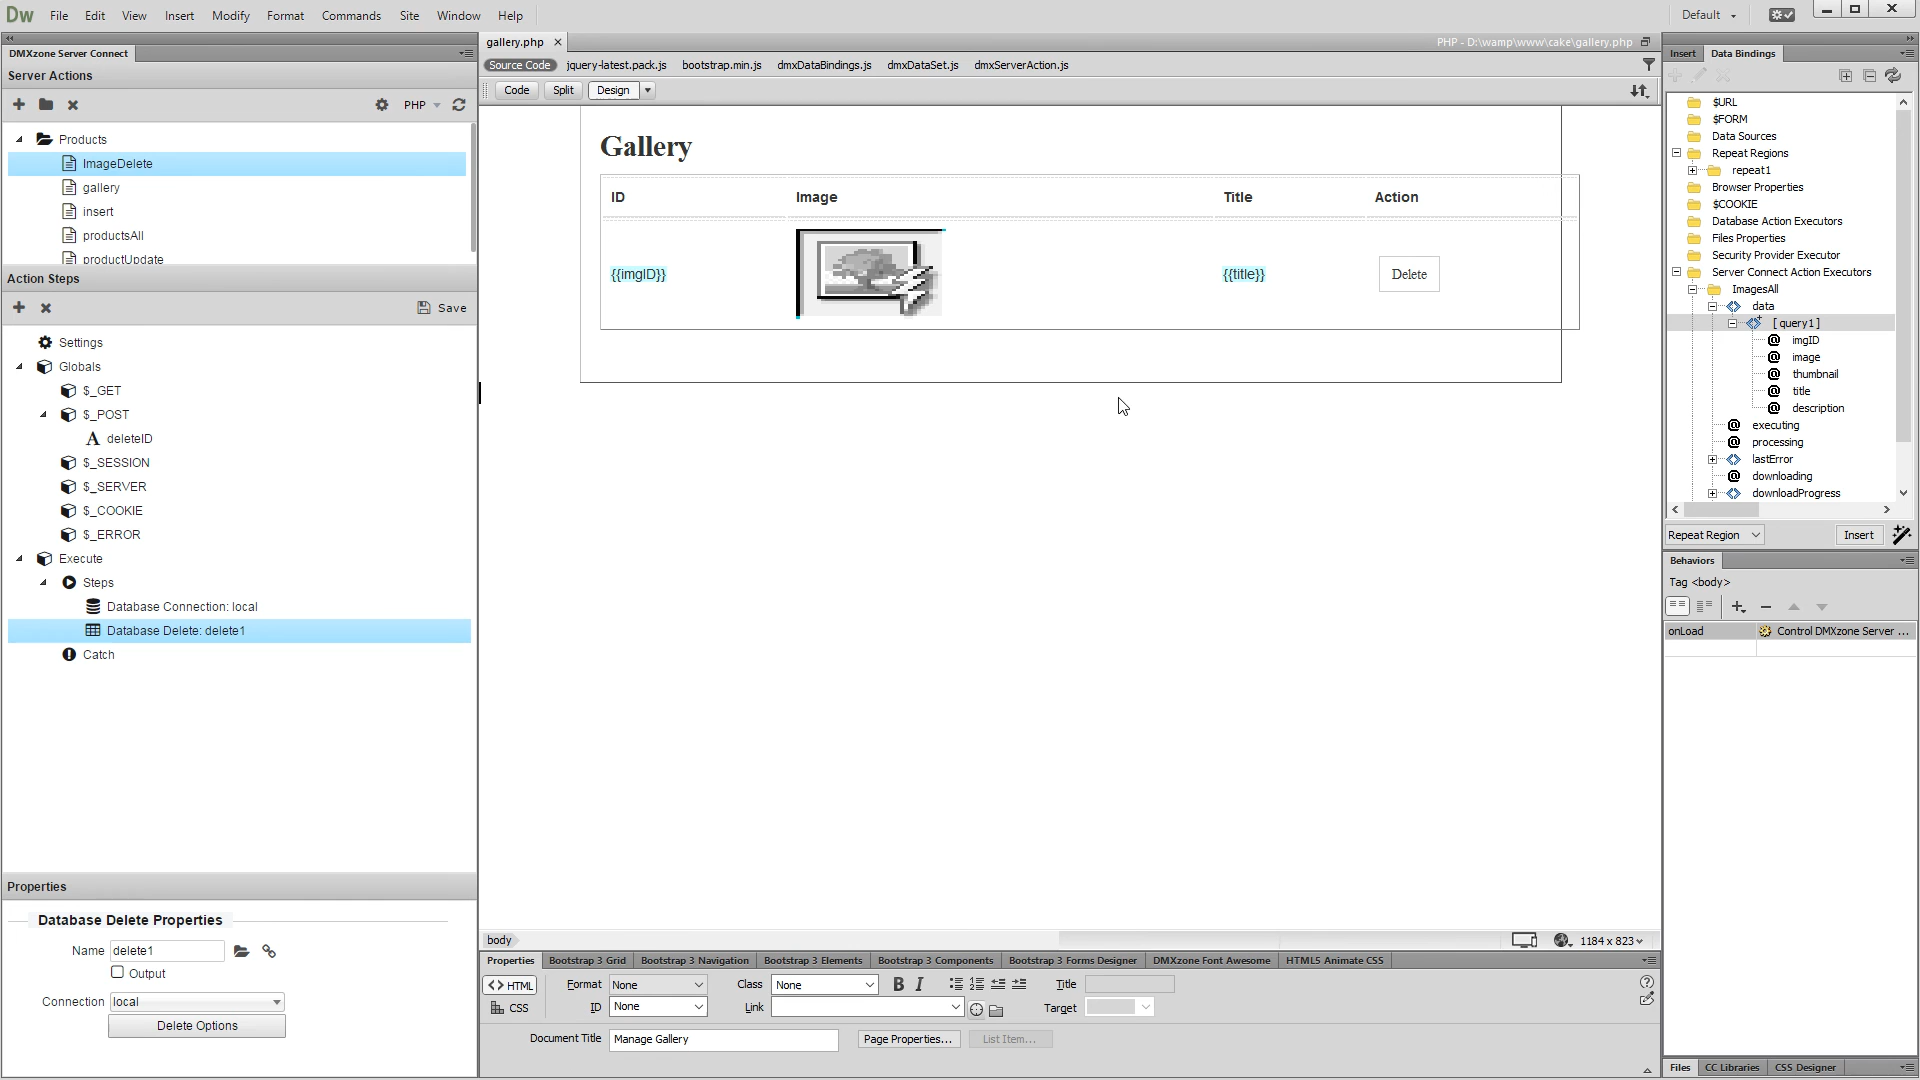 Dw File Edit View Insert Modify Format Commands Site Window Help Default
DMXzone Server Connect
Server Actions
PHP
Products
ImageDelete
gallery
insert
productsAll
productUpdate
Action Steps
Save
Settings
Globals
$_GET
$_POST
deleteID
$_SESSION
$_SERVER
$_COOKIE
$_ERROR
Execute
Steps
Database Connection: local
Database Delete: delete1
Catch
Properties
Database Delete Properties
Name delete1
Output
Connection local
Delete Options
gallery.php
PHP - D:\wamp\www\cake\gallery.php
Source Code jquery-latest.pack.js bootstrap.min.js dmxDataBindings.js dmxDataSet.js dmxServerAction.js
Code Split Design
Gallery
ID Image Title Action
{{imgID}} {{title}} Delete
body
1184 x 823
Properties Bootstrap 3 Grid Bootstrap 3 Navigation Bootstrap 3 Elements Bootstrap 3 Components Bootstrap 3 Forms Designer DMXzone Font Awesome HTML5 Animate CSS
<> HTML Format None Class None B I Title
CSS ID None Link Target
Document Title Manage Gallery Page Properties... List Item...
Insert Data Bindings
$URL
$FORM
Data Sources
Repeat Regions
repeat1
Browser Properties
$COOKIE
Database Action Executors
Files Properties
Security Provider Executor
Server Connect Action Executors
ImagesAll
data
[ query1 ]
imgID
image
thumbnail
title
description
executing
processing
lastError
downloading
downloadProgress
Repeat Region Insert
Behaviors
Tag <body>
onLoad Control DMXzone Server ...
Files CC Libraries CSS Designer